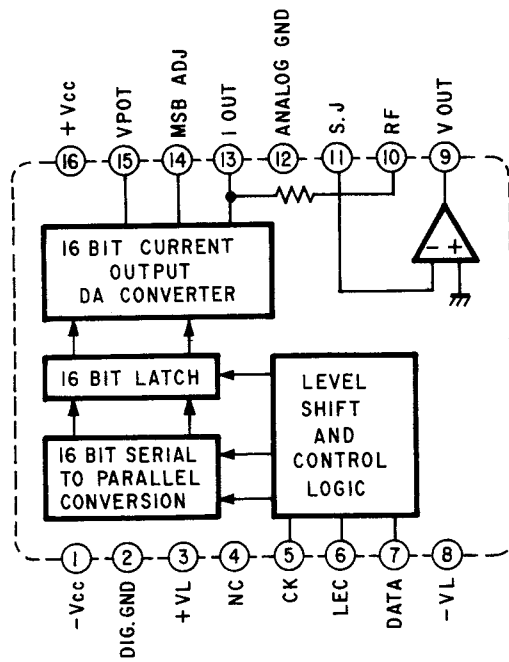 +Vcc
VPOT
MSB ADJ
I OUT
ANALOG GND
S.J
RF
V OUT
16
15
14
13
12
11
10
9
16 BIT CURRENT
OUTPUT
DA CONVERTER
- +
16 BIT LATCH
LEVEL
SHIFT
AND
CONTROL
LOGIC
16 BIT SERIAL
TO PARALLEL
CONVERSION
1
2
3
4
5
6
7
8
-Vcc
DIG.GND
+VL
NC
CK
LEC
DATA
-VL